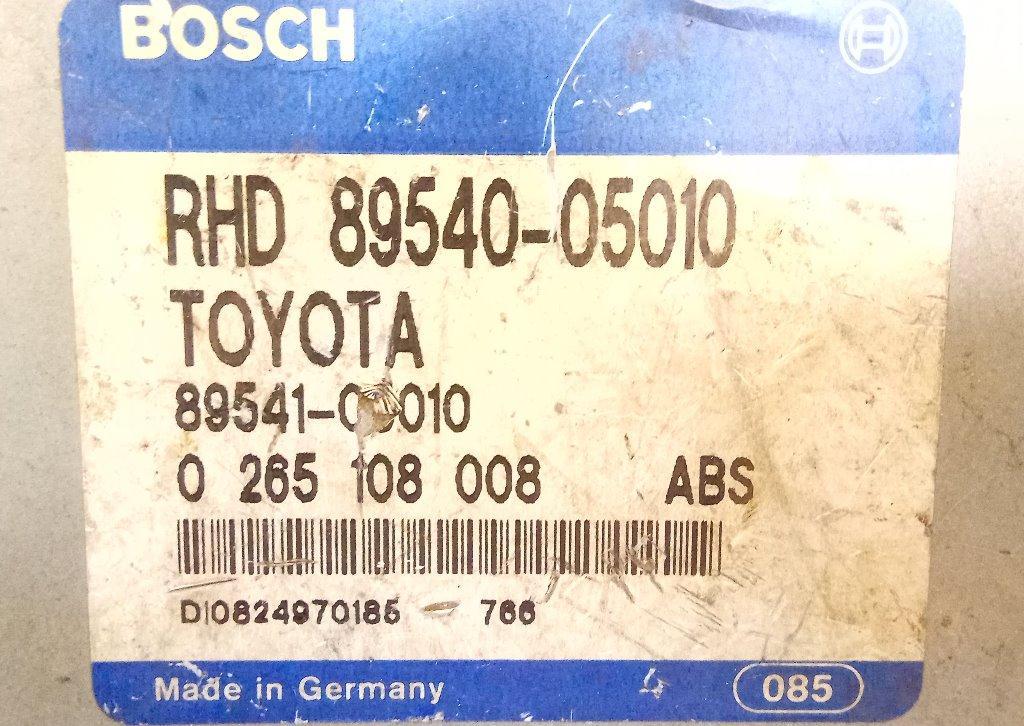 BOSCH
RHD 89540-05010
TOYOTA
0 265 108 008 ABS
DI0824970185 766
Made in Germany 085